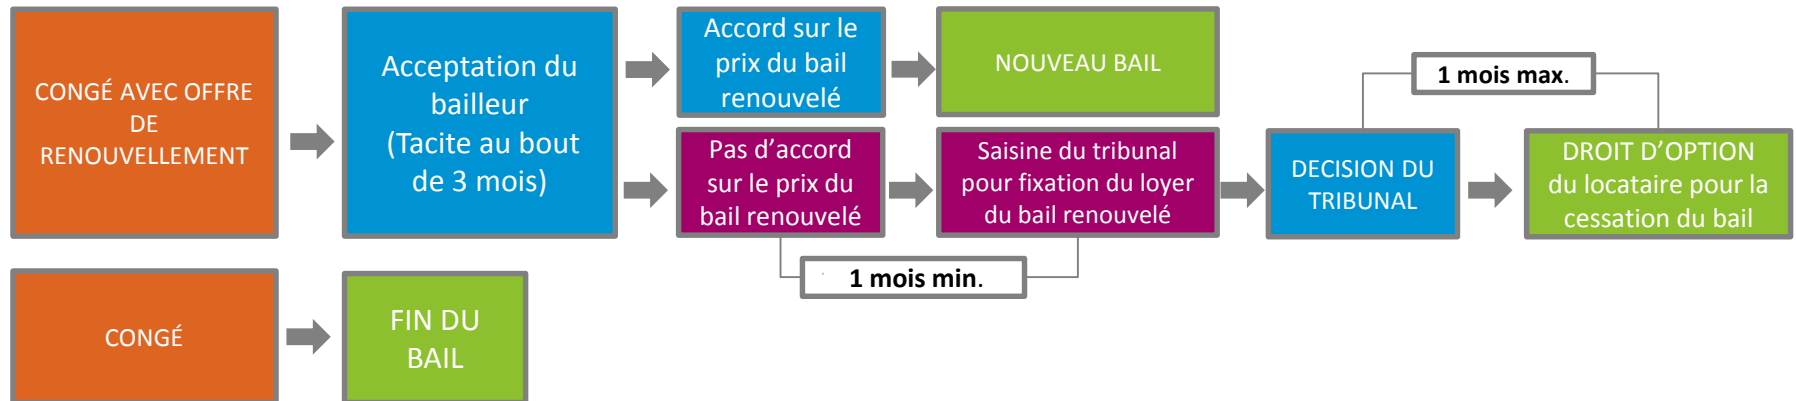 CONGÉ AVEC OFFRE
DE
RENOUVELLEMENT
Acceptation du
bailleur
(Tacite au bout
de 3 mois)
Accord sur le
prix du bail
renouvelé
NOUVEAU BAIL
Pas d’accord
sur le prix du
bail renouvelé
Saisine du tribunal
pour fixation du loyer
du bail renouvelé
1 mois min.
DECISION DU
TRIBUNAL
1 mois max.
DROIT D’OPTION
du locataire pour la
cessation du bail
CONGÉ
FIN DU
BAIL